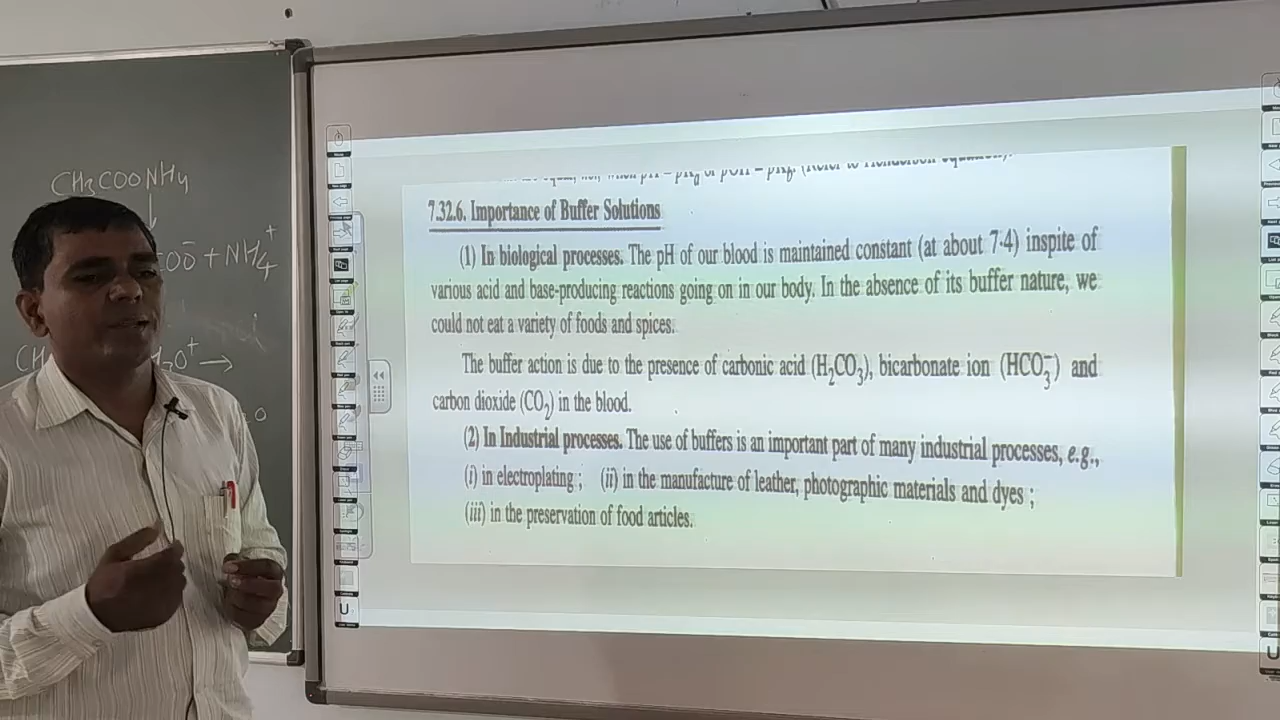 CH3COONH4
COO̅ + NH4+
CH
H3O+ →
O
7.32.6. Importance of Buffer Solutions
(1) In biological processes. The pH of our blood is maintained constant (at about 7·4) inspite of
various acid and base-producing reactions going on in our body. In the absence of its buffer nature, we
could not eat a variety of foods and spices.
The buffer action is due to the presence of carbonic acid (H₂CO₃), bicarbonate ion (HCO₃⁻) and
carbon dioxide (CO₂) in the blood.
(2) In Industrial processes. The use of buffers is an important part of many industrial processes, e.g.,
(i) in electroplating ; (ii) in the manufacture of leather, photographic materials and dyes ;
(iii) in the preservation of food articles.